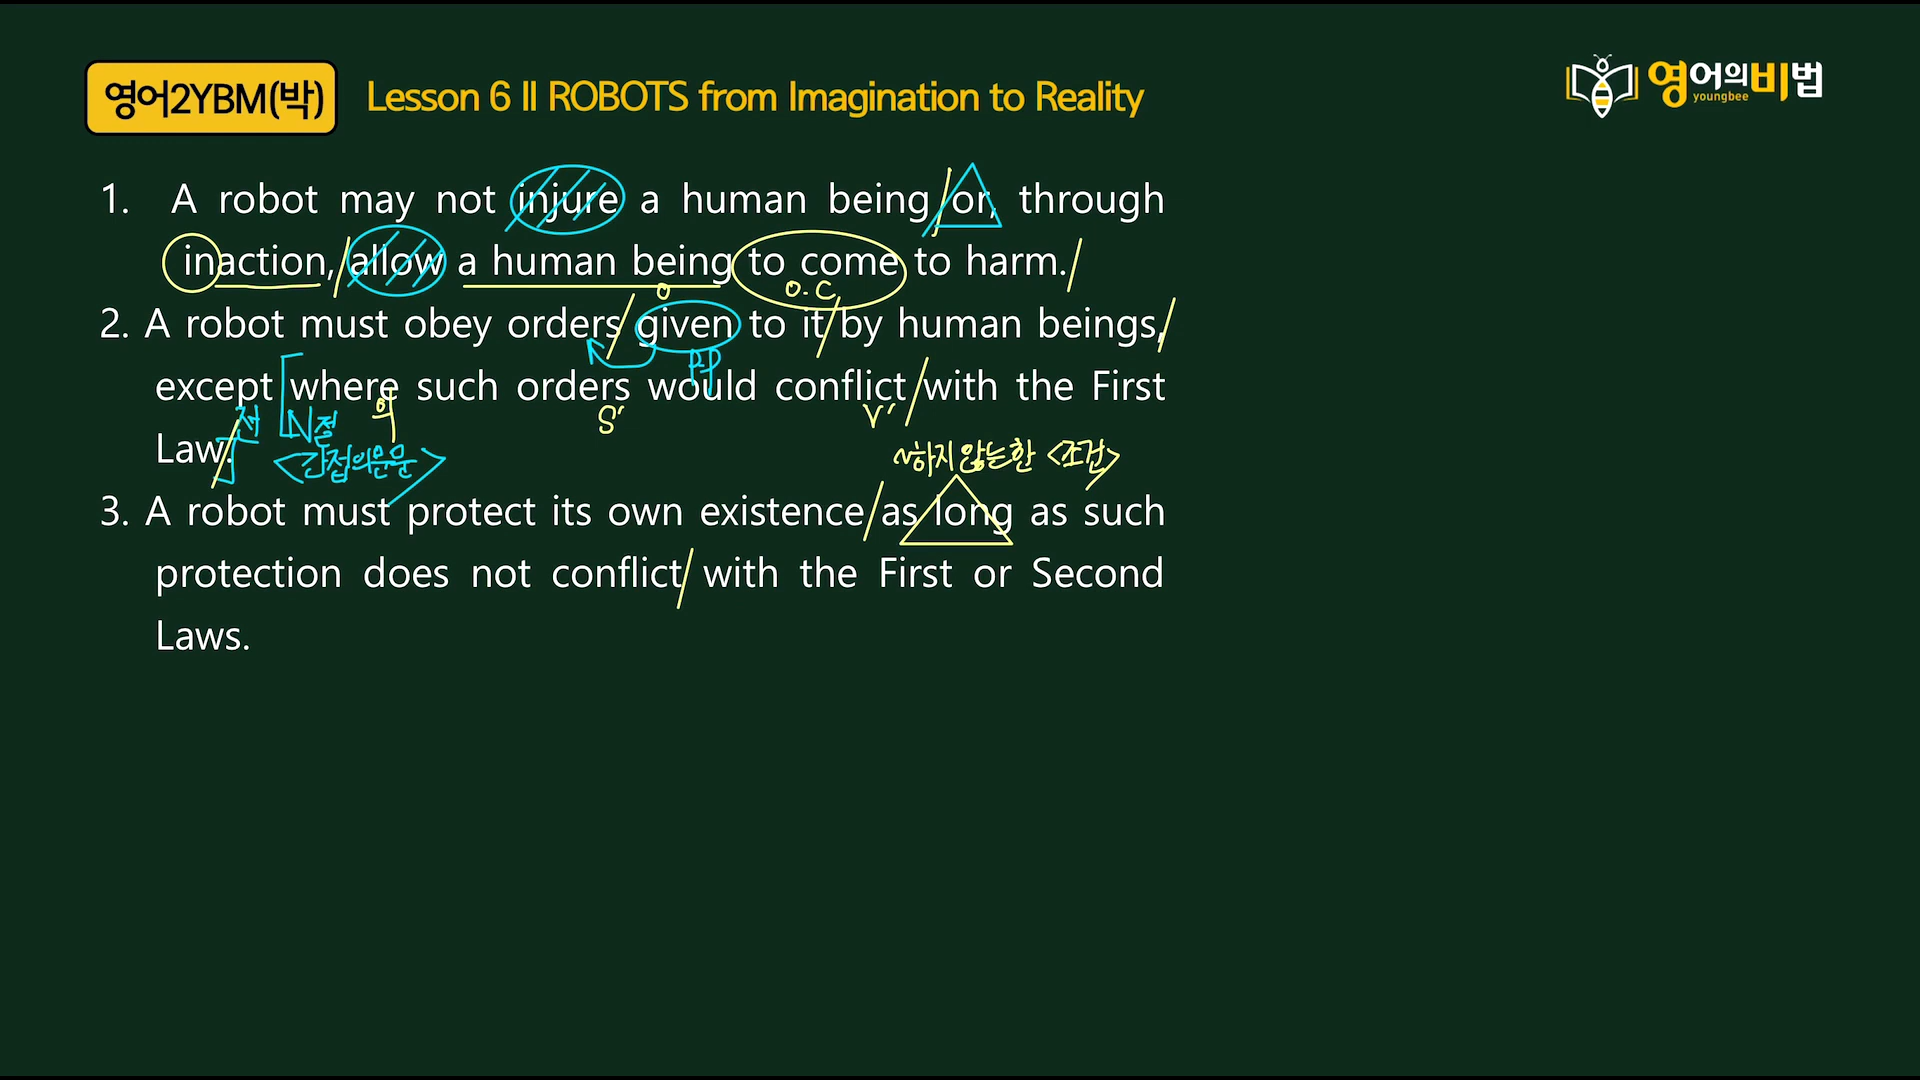 영어2YBM(박) Lesson 6 II ROBOTS from Imagination to Reality
영어의비법
youngbee
1. A robot may not injure a human being or, through
inaction, allow a human being to come to harm.
O O.C
2. A robot must obey orders given to it by human beings,
P.P
except where such orders would conflict with the First
전 N절 의 S' V'
Law.
<간접의문문> ~하지 않는 한 <조건>
3. A robot must protect its own existence as long as such
protection does not conflict with the First or Second
Laws.